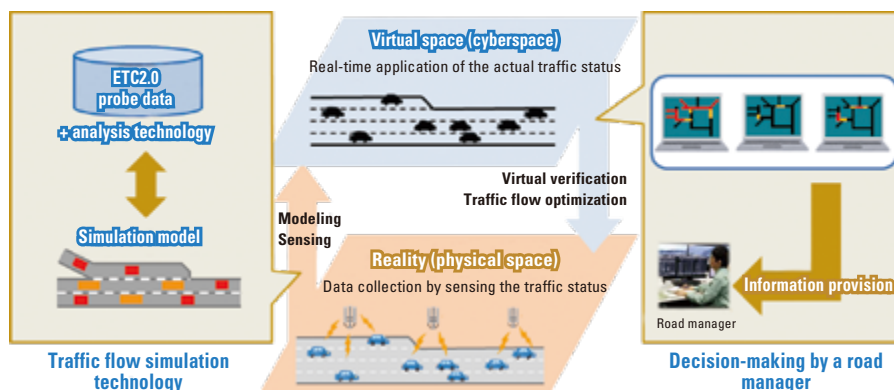 ETC2.0
probe data
+ analysis technology
Simulation model
Traffic flow simulation
technology
Virtual space (cyberspace)
Real-time application of the actual traffic status
Modeling
Sensing
Virtual verification
Traffic flow optimization
Reality (physical space)
Data collection by sensing the traffic status
Information provision
Road manager
Decision-making by a road
manager